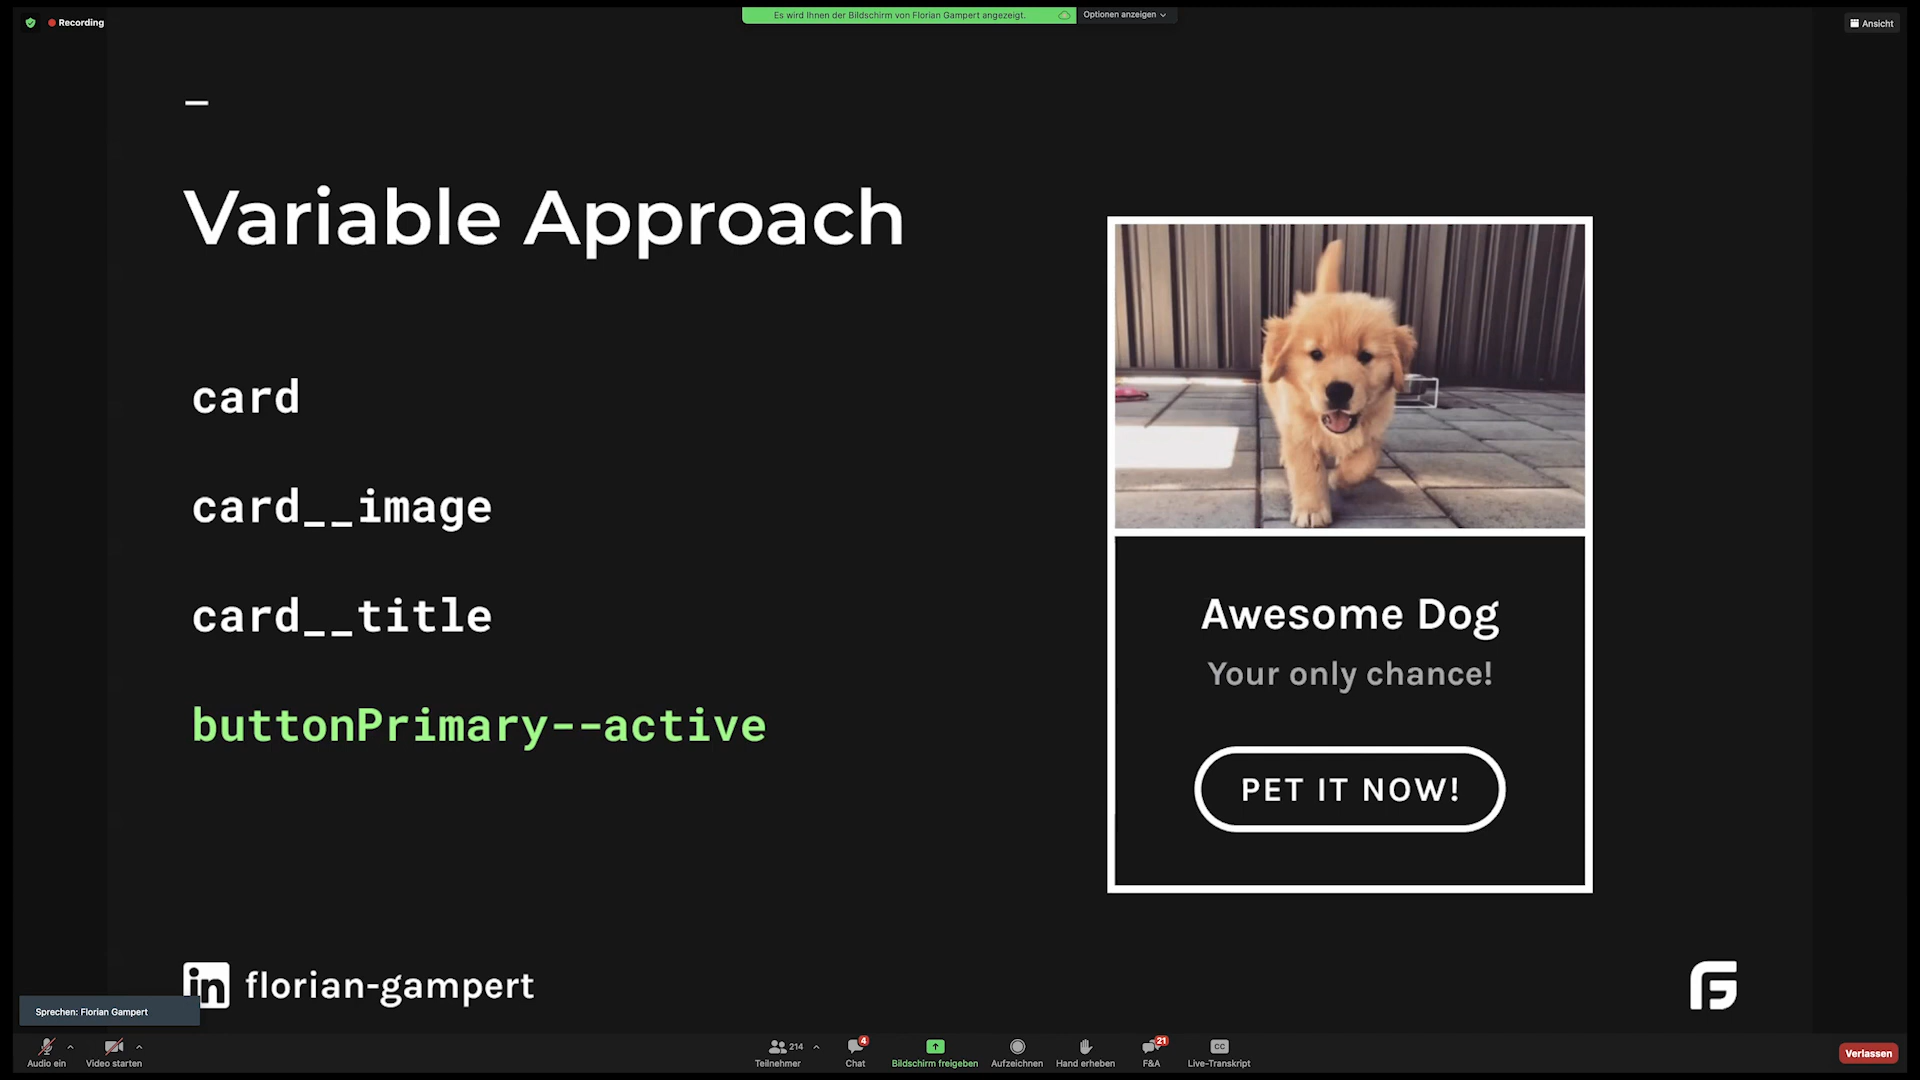 Recording
Es wird Ihnen der Bildschirm von Florian Gampert angezeigt.
Optionen anzeigen
Ansicht
Variable Approach
card
card__image
card__title
buttonPrimary--active
Awesome Dog
Your only chance!
PET IT NOW!
in florian-gampert
Sprechen: Florian Gampert
Audio ein
Video starten
214
Teilnehmer
4
Chat
Bildschirm freigeben
Aufzeichnen
Hand erheben
21
F&A
CC
Live-Transkript
Verlassen